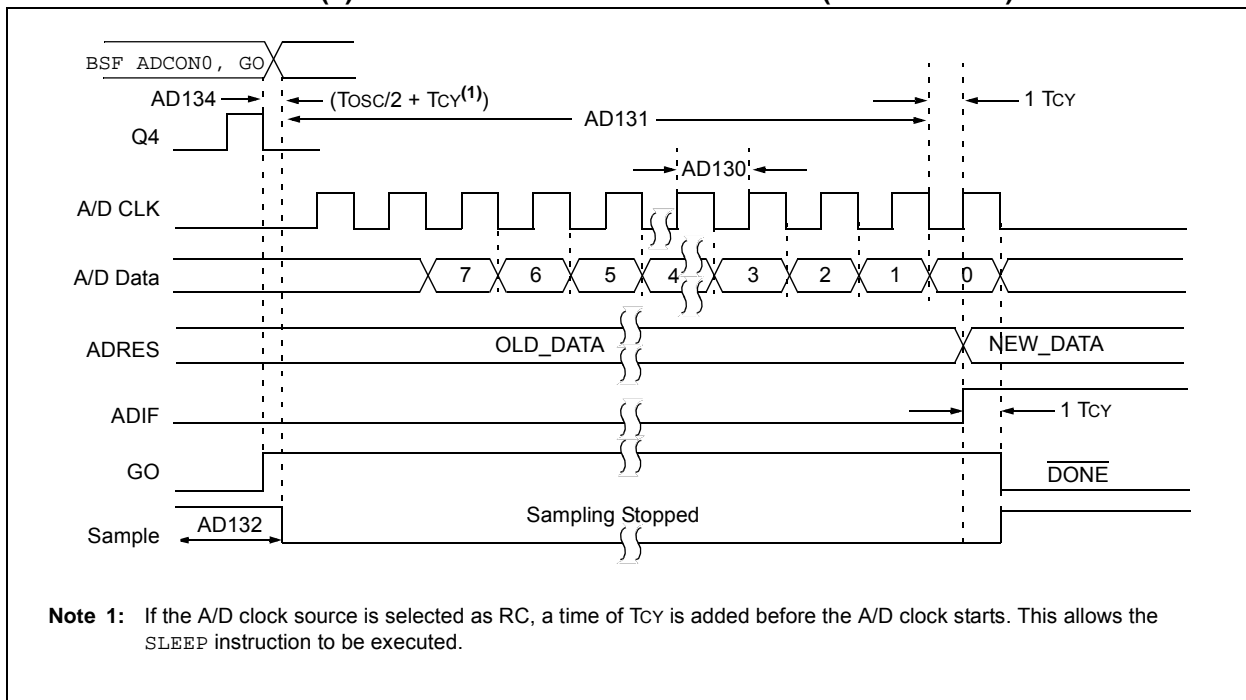 BSF ADCON0, GO
AD134
(TOSC/2 + TCY(1))
AD131
1 TCY
Q4
AD130
A/D CLK
A/D Data
7
6
5
4
3
2
1
0
ADRES
OLD_DATA
NEW_DATA
ADIF
1 TCY
GO
DONE
Sample
AD132
Sampling Stopped
Note 1: If the A/D clock source is selected as RC, a time of TCY is added before the A/D clock starts. This allows the
SLEEP instruction to be executed.